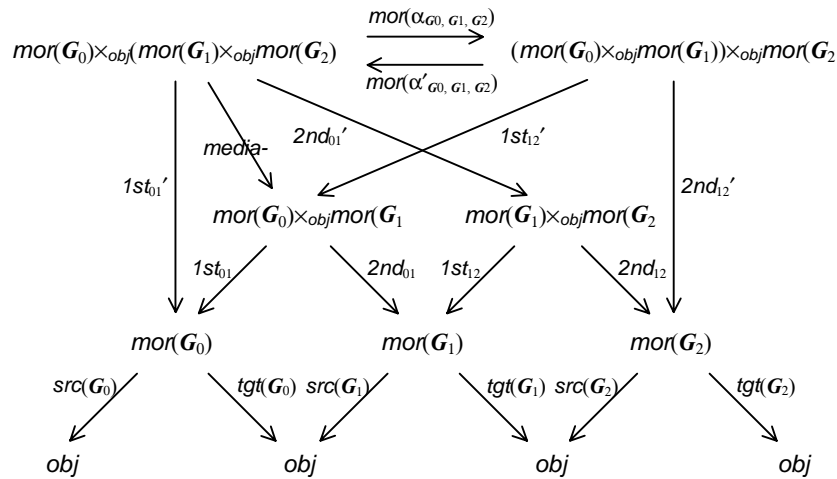 mor(α_G0, G1, G2)
mor(G₀)×obj(mor(G₁)×objmor(G₂) (mor(G₀)×objmor(G₁))×objmor(G₂
mor(α′_G0, G1, G2)
media- 2nd₀₁′ 1st₁₂′
1st₀₁′ 2nd₁₂′
mor(G₀)×objmor(G₁ mor(G₁)×objmor(G₂
1st₀₁ 2nd₀₁ 1st₁₂ 2nd₁₂
mor(G₀) mor(G₁) mor(G₂)
src(G₀) tgt(G₀) src(G₁) tgt(G₁) src(G₂) tgt(G₂)
obj obj obj obj